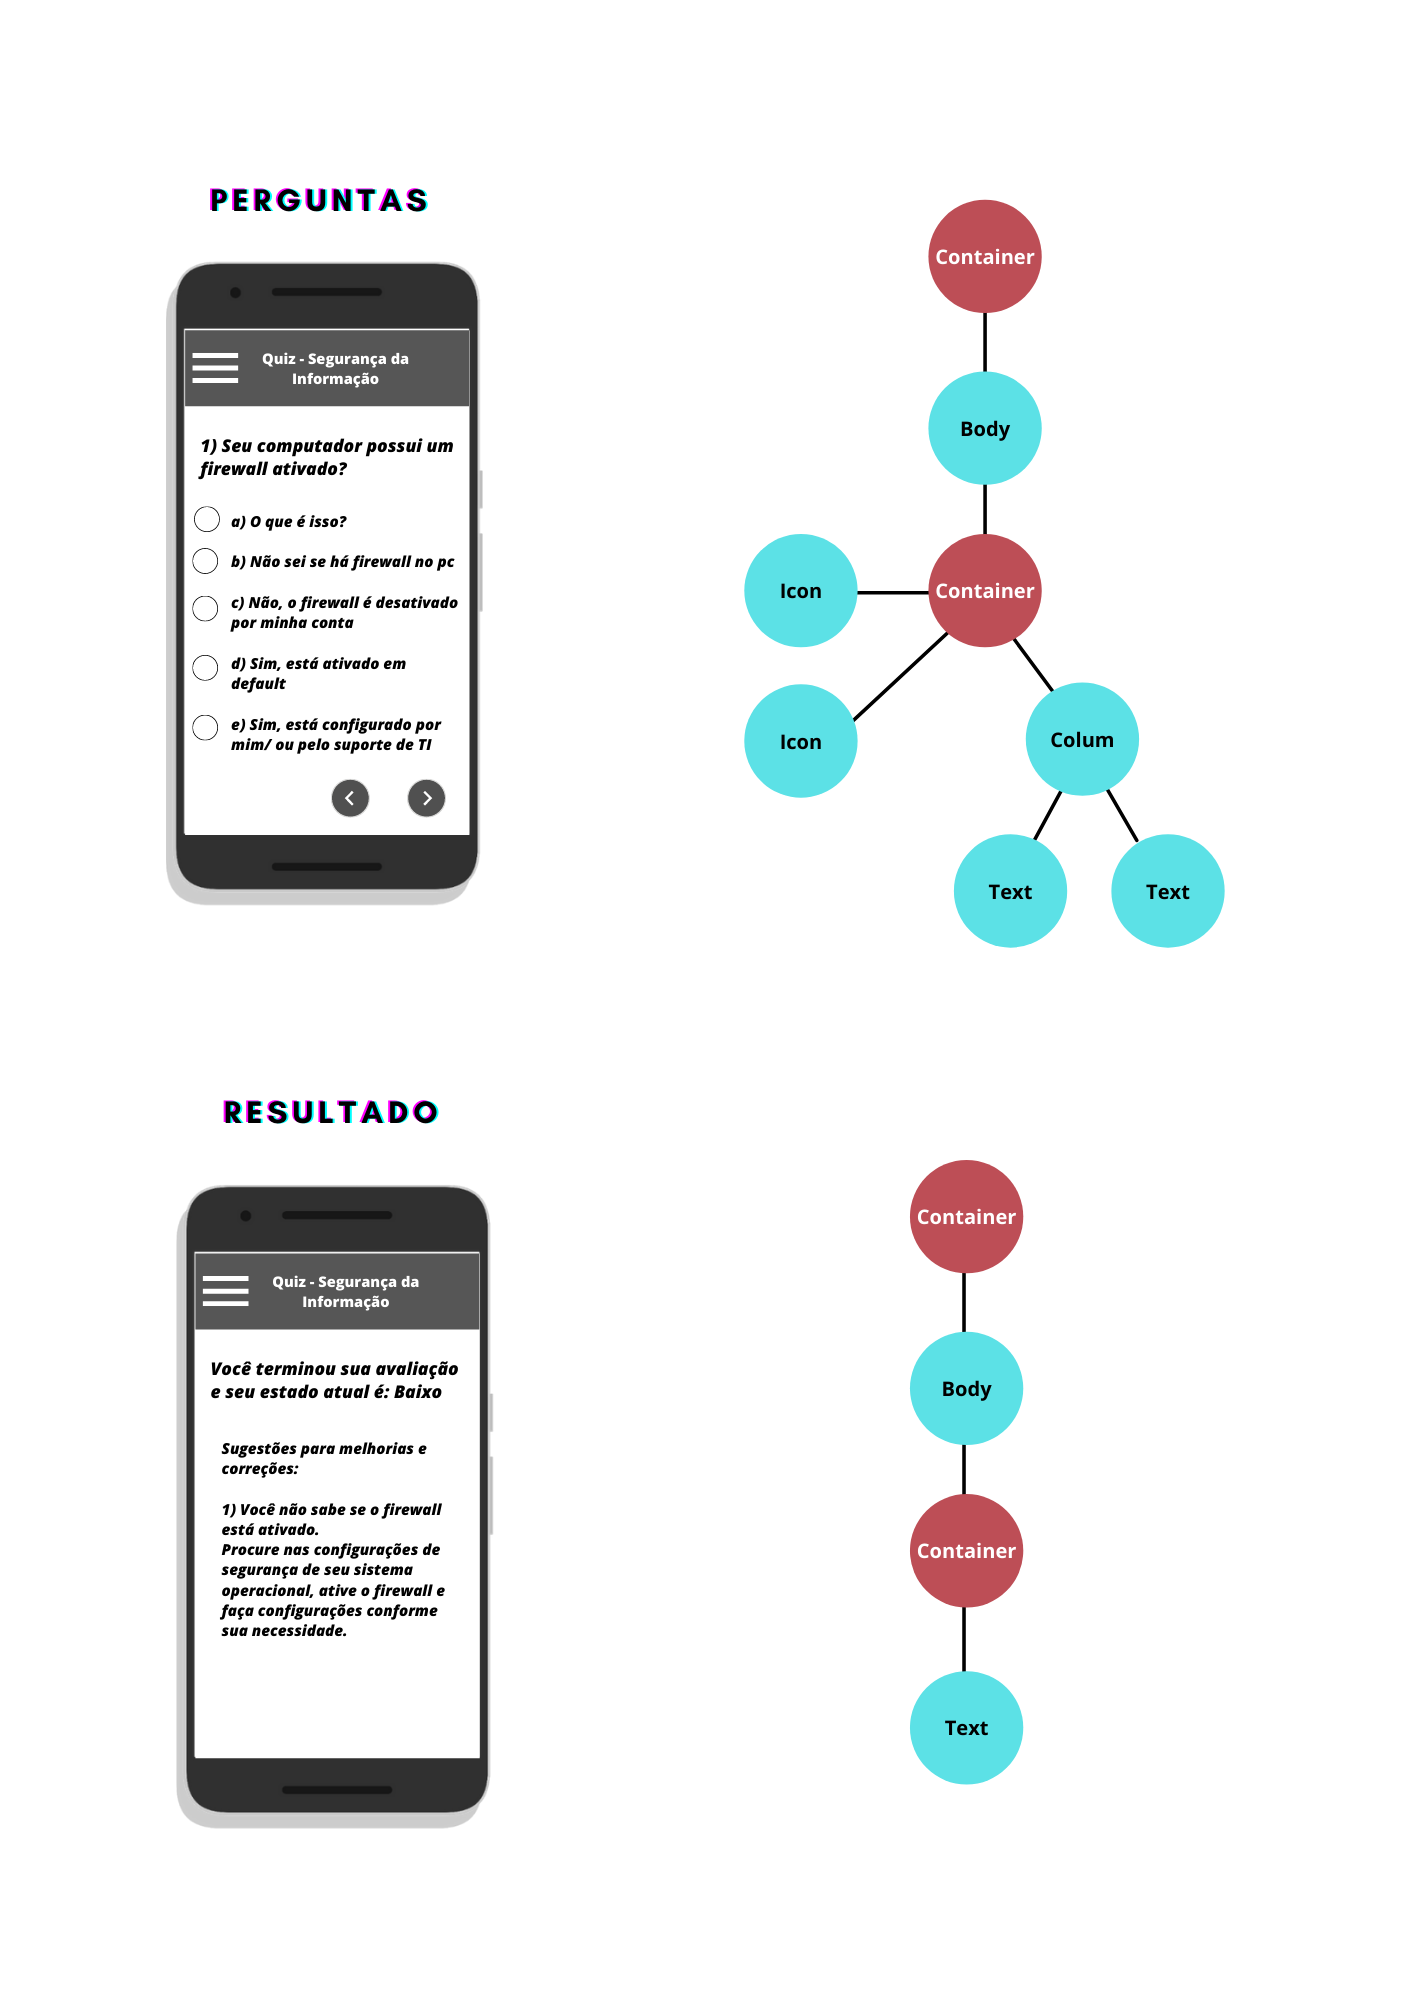 PERGUNTAS
Quiz - Segurança da
Informação
1) Seu computador possui um
firewall ativado?
a) O que é isso?
b) Não sei se há firewall no pc
c) Não, o firewall é desativado
por minha conta
d) Sim, está ativado em
default
e) Sim, está configurado por
mim/ ou pelo suporte de TI
Container
Body
Icon
Container
Icon
Colum
Text
Text
RESULTADO
Quiz - Segurança da
Informação
Você terminou sua avaliação
e seu estado atual é: Baixo
Sugestões para melhorias e
correções:
1) Você não sabe se o firewall
está ativado.
Procure nas configurações de
segurança de seu sistema
operacional, ative o firewall e
faça configurações conforme
sua necessidade.
Container
Body
Container
Text